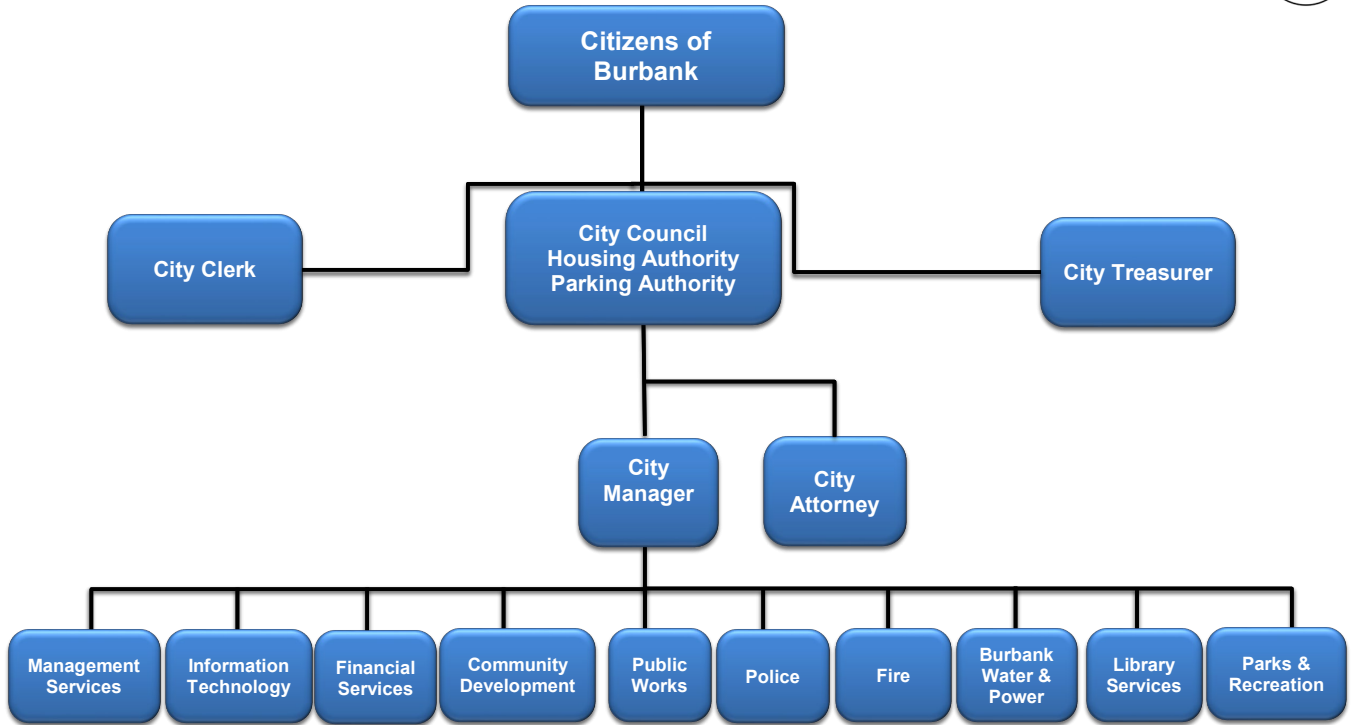 Citizens of
Burbank
City Clerk
City Council
Housing Authority
Parking Authority
City Treasurer
City
Manager
City
Attorney
Management
Services
Information
Technology
Financial
Services
Community
Development
Public
Works
Police
Fire
Burbank
Water &
Power
Library
Services
Parks &
Recreation